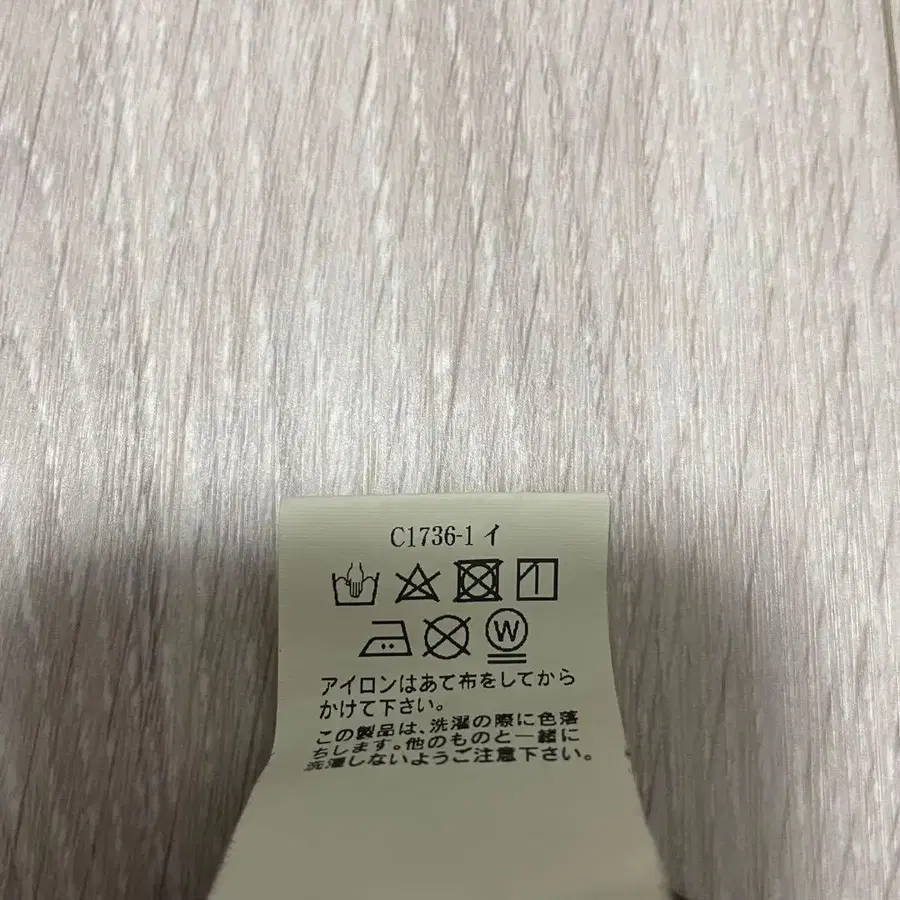 C1736-1 イ
W
アイロンはあて布をしてから
かけて下さい。
この製品は、洗濯の際に色落
ちします。他のものと一緒に
洗濯しないようご注意下さい。